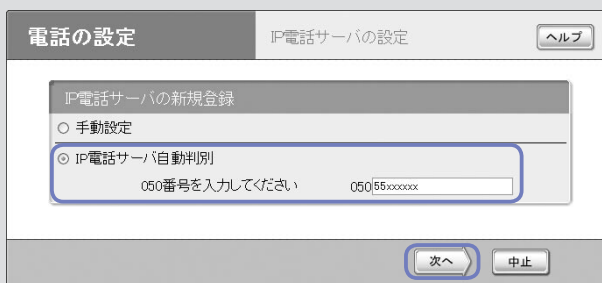 電話の設定
IP電話サーバの設定
ヘルプ
IP電話サーバの新規登録
手動設定
IP電話サーバ自動判別
050番号を入力してください 050 55xxxxxx
次へ 中止